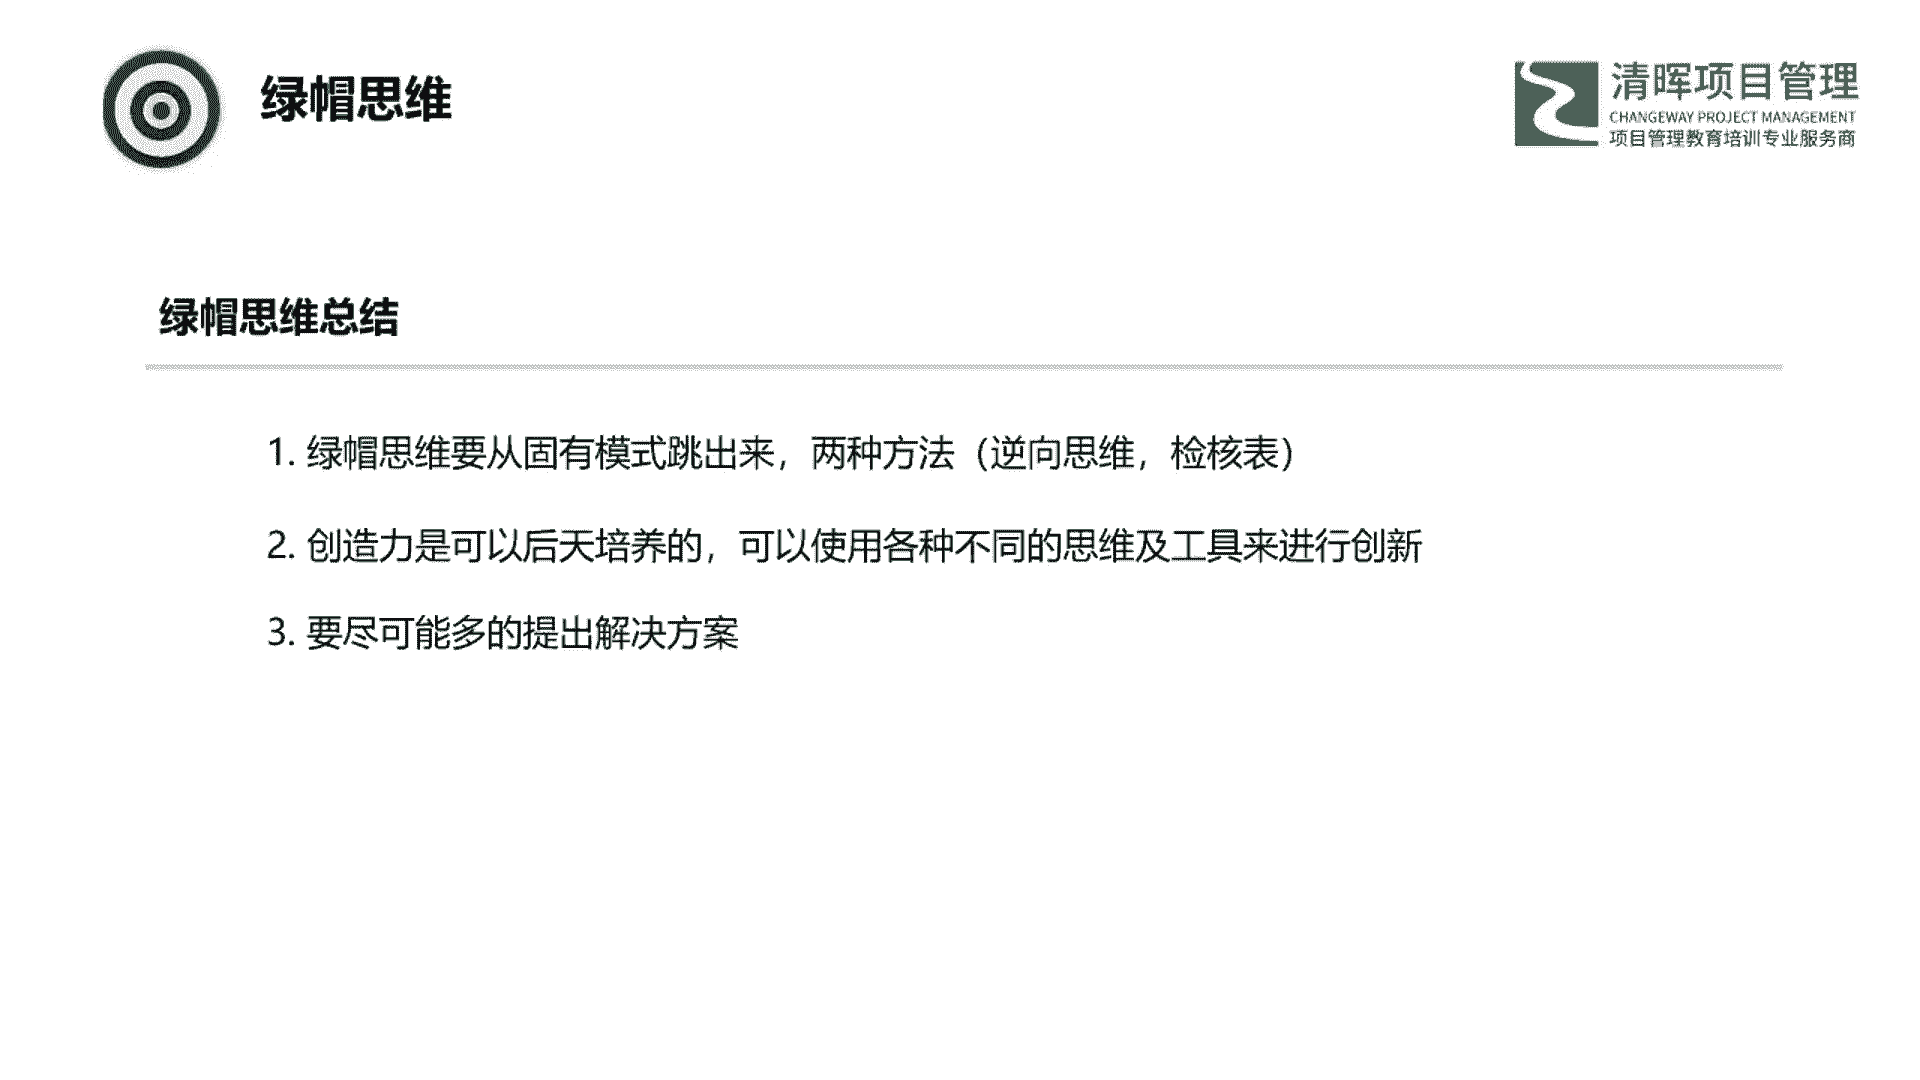 绿帽思维
清晖项目管理
CHANGEWAY PROJECT MANAGEMENT
项目管理教育培训专业服务商
绿帽思维总结
1. 绿帽思维要从固有模式跳出来，两种方法（逆向思维，检核表）
2. 创造力是可以后天培养的，可以使用各种不同的思维及工具来进行创新
3. 要尽可能多的提出解决方案